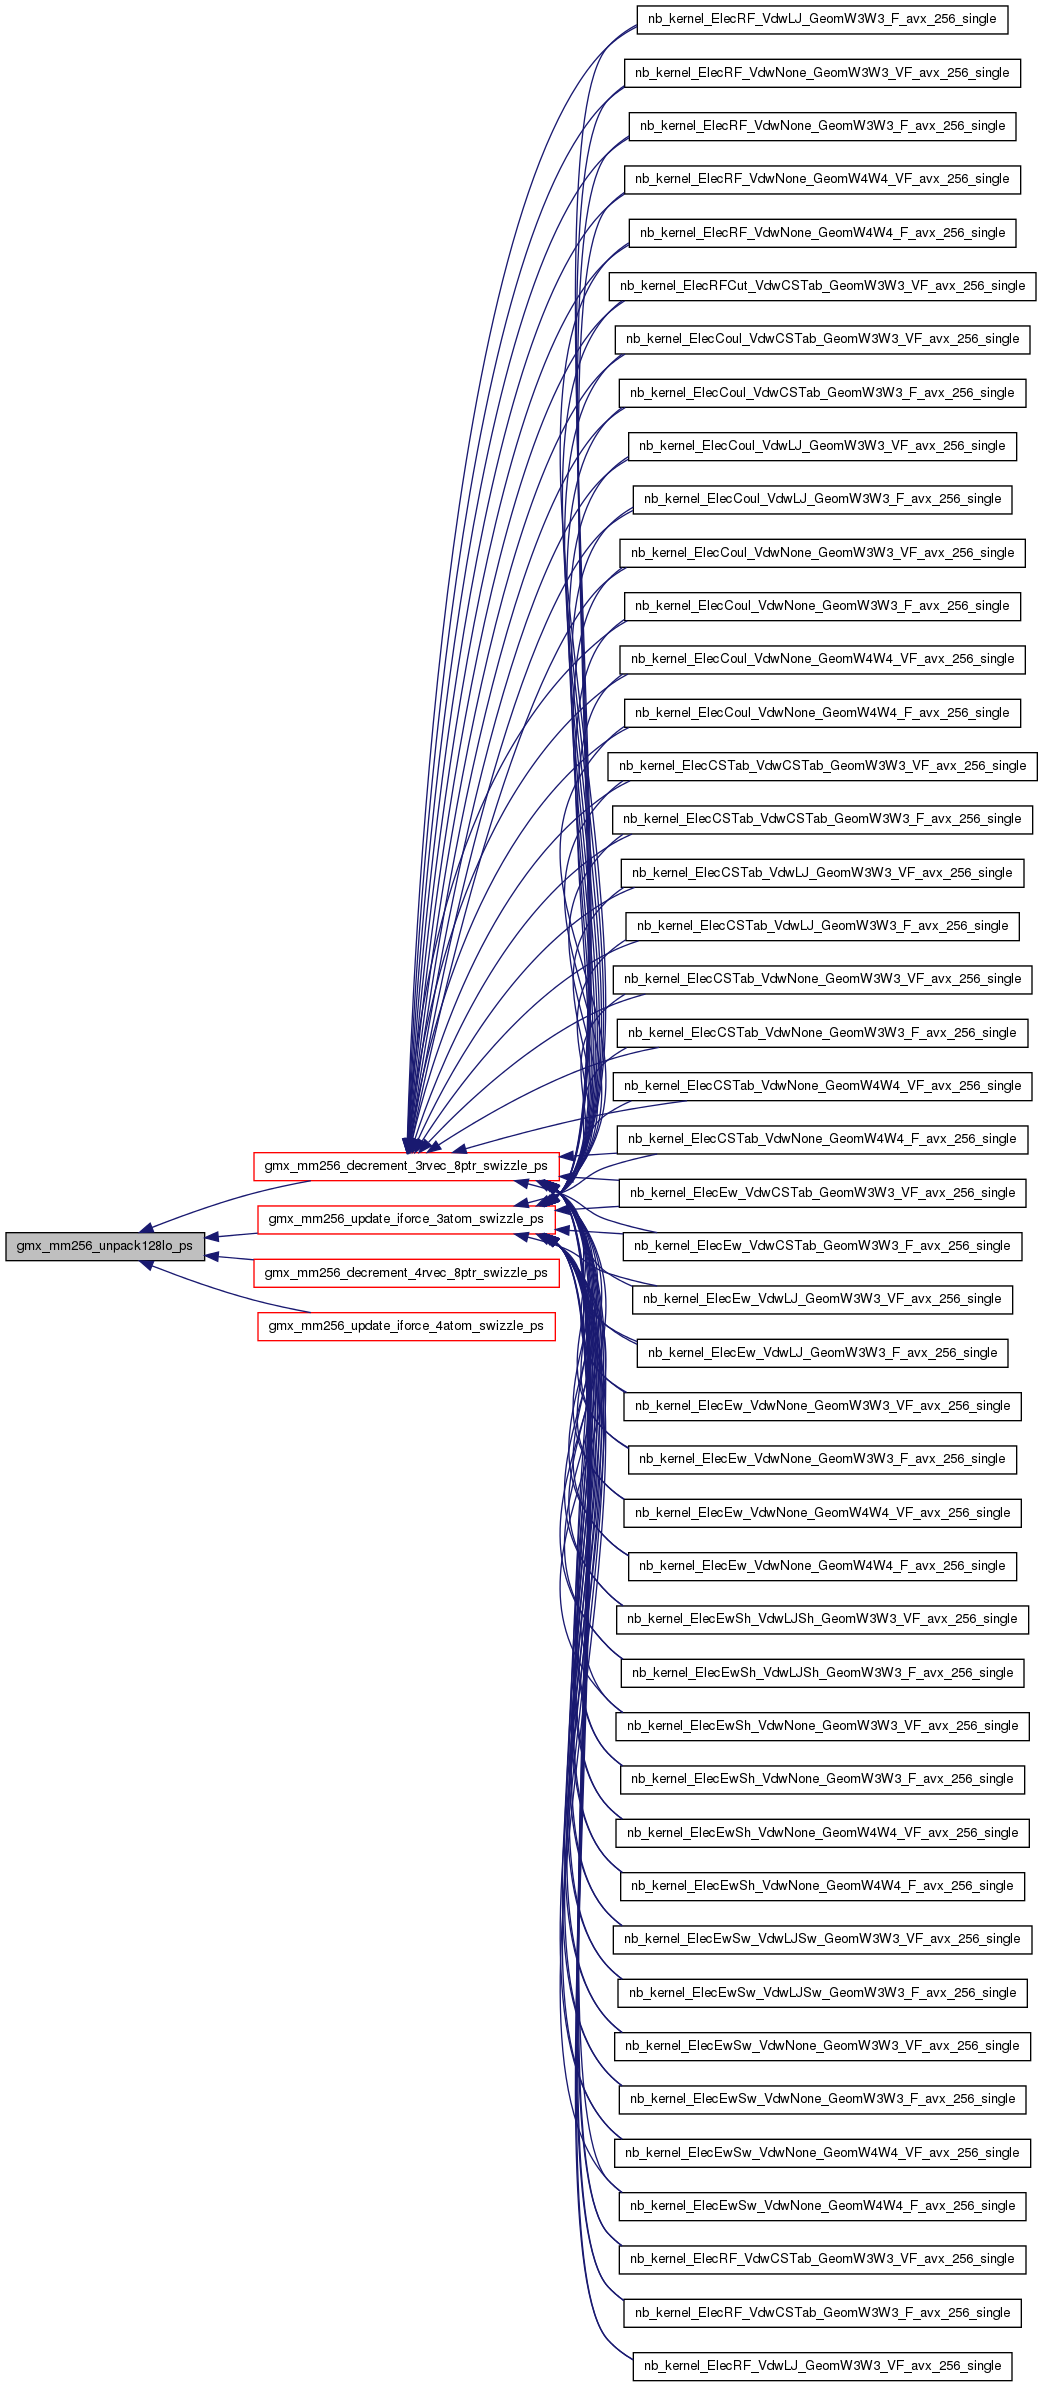 nb_kernel_ElecRF_VdwLJ_GeomW3W3_F_avx_256_single
nb_kernel_ElecRF_VdwNone_GeomW3W3_VF_avx_256_single
nb_kernel_ElecRF_VdwNone_GeomW3W3_F_avx_256_single
nb_kernel_ElecRF_VdwNone_GeomW4W4_VF_avx_256_single
nb_kernel_ElecRF_VdwNone_GeomW4W4_F_avx_256_single
nb_kernel_ElecRFCut_VdwCSTab_GeomW3W3_VF_avx_256_single
nb_kernel_ElecCoul_VdwCSTab_GeomW3W3_VF_avx_256_single
nb_kernel_ElecCoul_VdwCSTab_GeomW3W3_F_avx_256_single
nb_kernel_ElecCoul_VdwLJ_GeomW3W3_VF_avx_256_single
nb_kernel_ElecCoul_VdwLJ_GeomW3W3_F_avx_256_single
nb_kernel_ElecCoul_VdwNone_GeomW3W3_VF_avx_256_single
nb_kernel_ElecCoul_VdwNone_GeomW3W3_F_avx_256_single
nb_kernel_ElecCoul_VdwNone_GeomW4W4_VF_avx_256_single
nb_kernel_ElecCoul_VdwNone_GeomW4W4_F_avx_256_single
nb_kernel_ElecCSTab_VdwCSTab_GeomW3W3_VF_avx_256_single
nb_kernel_ElecCSTab_VdwCSTab_GeomW3W3_F_avx_256_single
nb_kernel_ElecCSTab_VdwLJ_GeomW3W3_VF_avx_256_single
nb_kernel_ElecCSTab_VdwLJ_GeomW3W3_F_avx_256_single
nb_kernel_ElecCSTab_VdwNone_GeomW3W3_VF_avx_256_single
nb_kernel_ElecCSTab_VdwNone_GeomW3W3_F_avx_256_single
nb_kernel_ElecCSTab_VdwNone_GeomW4W4_VF_avx_256_single
nb_kernel_ElecCSTab_VdwNone_GeomW4W4_F_avx_256_single
gmx_mm256_decrement_3rvec_8ptr_swizzle_ps
nb_kernel_ElecEw_VdwCSTab_GeomW3W3_VF_avx_256_single
gmx_mm256_update_iforce_3atom_swizzle_ps
gmx_mm256_unpack128lo_ps
nb_kernel_ElecEw_VdwCSTab_GeomW3W3_F_avx_256_single
gmx_mm256_decrement_4rvec_8ptr_swizzle_ps
nb_kernel_ElecEw_VdwLJ_GeomW3W3_VF_avx_256_single
gmx_mm256_update_iforce_4atom_swizzle_ps
nb_kernel_ElecEw_VdwLJ_GeomW3W3_F_avx_256_single
nb_kernel_ElecEw_VdwNone_GeomW3W3_VF_avx_256_single
nb_kernel_ElecEw_VdwNone_GeomW3W3_F_avx_256_single
nb_kernel_ElecEw_VdwNone_GeomW4W4_VF_avx_256_single
nb_kernel_ElecEw_VdwNone_GeomW4W4_F_avx_256_single
nb_kernel_ElecEwSh_VdwLJSh_GeomW3W3_VF_avx_256_single
nb_kernel_ElecEwSh_VdwLJSh_GeomW3W3_F_avx_256_single
nb_kernel_ElecEwSh_VdwNone_GeomW3W3_VF_avx_256_single
nb_kernel_ElecEwSh_VdwNone_GeomW3W3_F_avx_256_single
nb_kernel_ElecEwSh_VdwNone_GeomW4W4_VF_avx_256_single
nb_kernel_ElecEwSh_VdwNone_GeomW4W4_F_avx_256_single
nb_kernel_ElecEwSw_VdwLJSw_GeomW3W3_VF_avx_256_single
nb_kernel_ElecEwSw_VdwLJSw_GeomW3W3_F_avx_256_single
nb_kernel_ElecEwSw_VdwNone_GeomW3W3_VF_avx_256_single
nb_kernel_ElecEwSw_VdwNone_GeomW3W3_F_avx_256_single
nb_kernel_ElecEwSw_VdwNone_GeomW4W4_VF_avx_256_single
nb_kernel_ElecEwSw_VdwNone_GeomW4W4_F_avx_256_single
nb_kernel_ElecRF_VdwCSTab_GeomW3W3_VF_avx_256_single
nb_kernel_ElecRF_VdwCSTab_GeomW3W3_F_avx_256_single
nb_kernel_ElecRF_VdwLJ_GeomW3W3_VF_avx_256_single